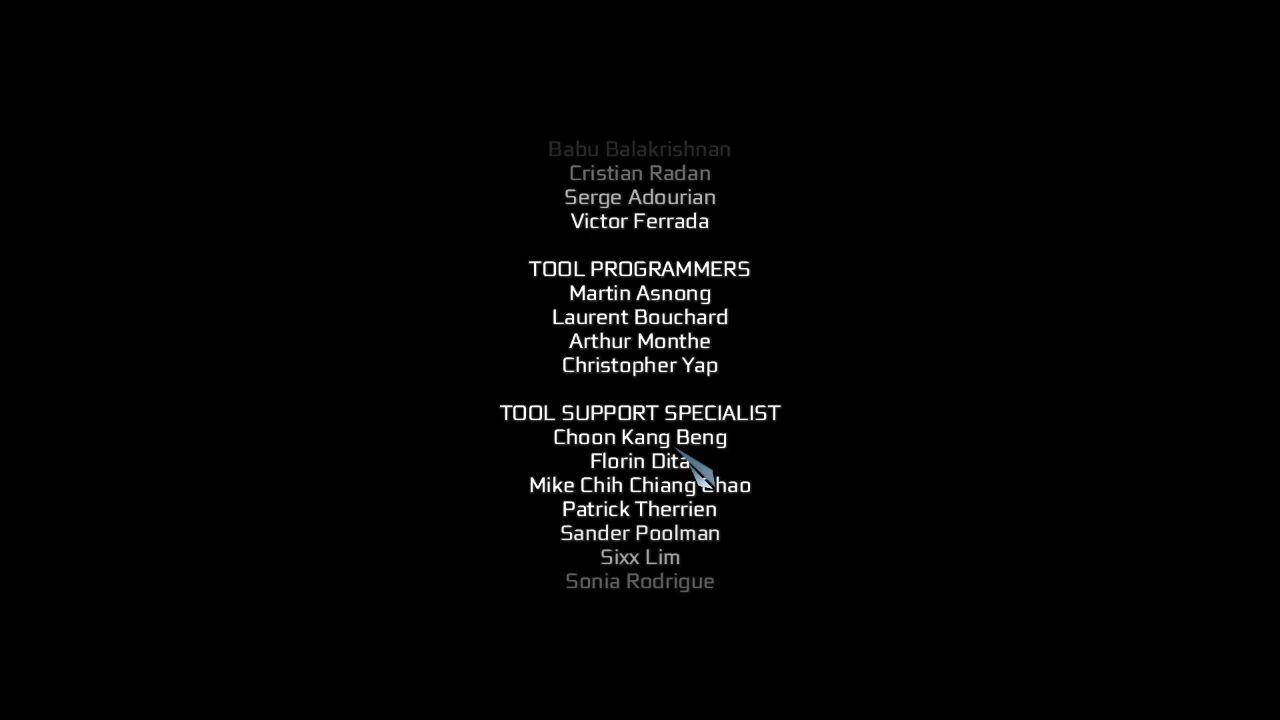 Babu Balakrishnan
Cristian Radan
Serge Adourian
Victor Ferrada
TOOL PROGRAMMERS
Martin Asnong
Laurent Bouchard
Arthur Monthe
Christopher Yap
TOOL SUPPORT SPECIALIST
Choon Kang Beng
Florin Dita
Mike Chih Chiang
Patrick Therrien
Sander Poolman
Sixx Lim
Sonia Rodrigue